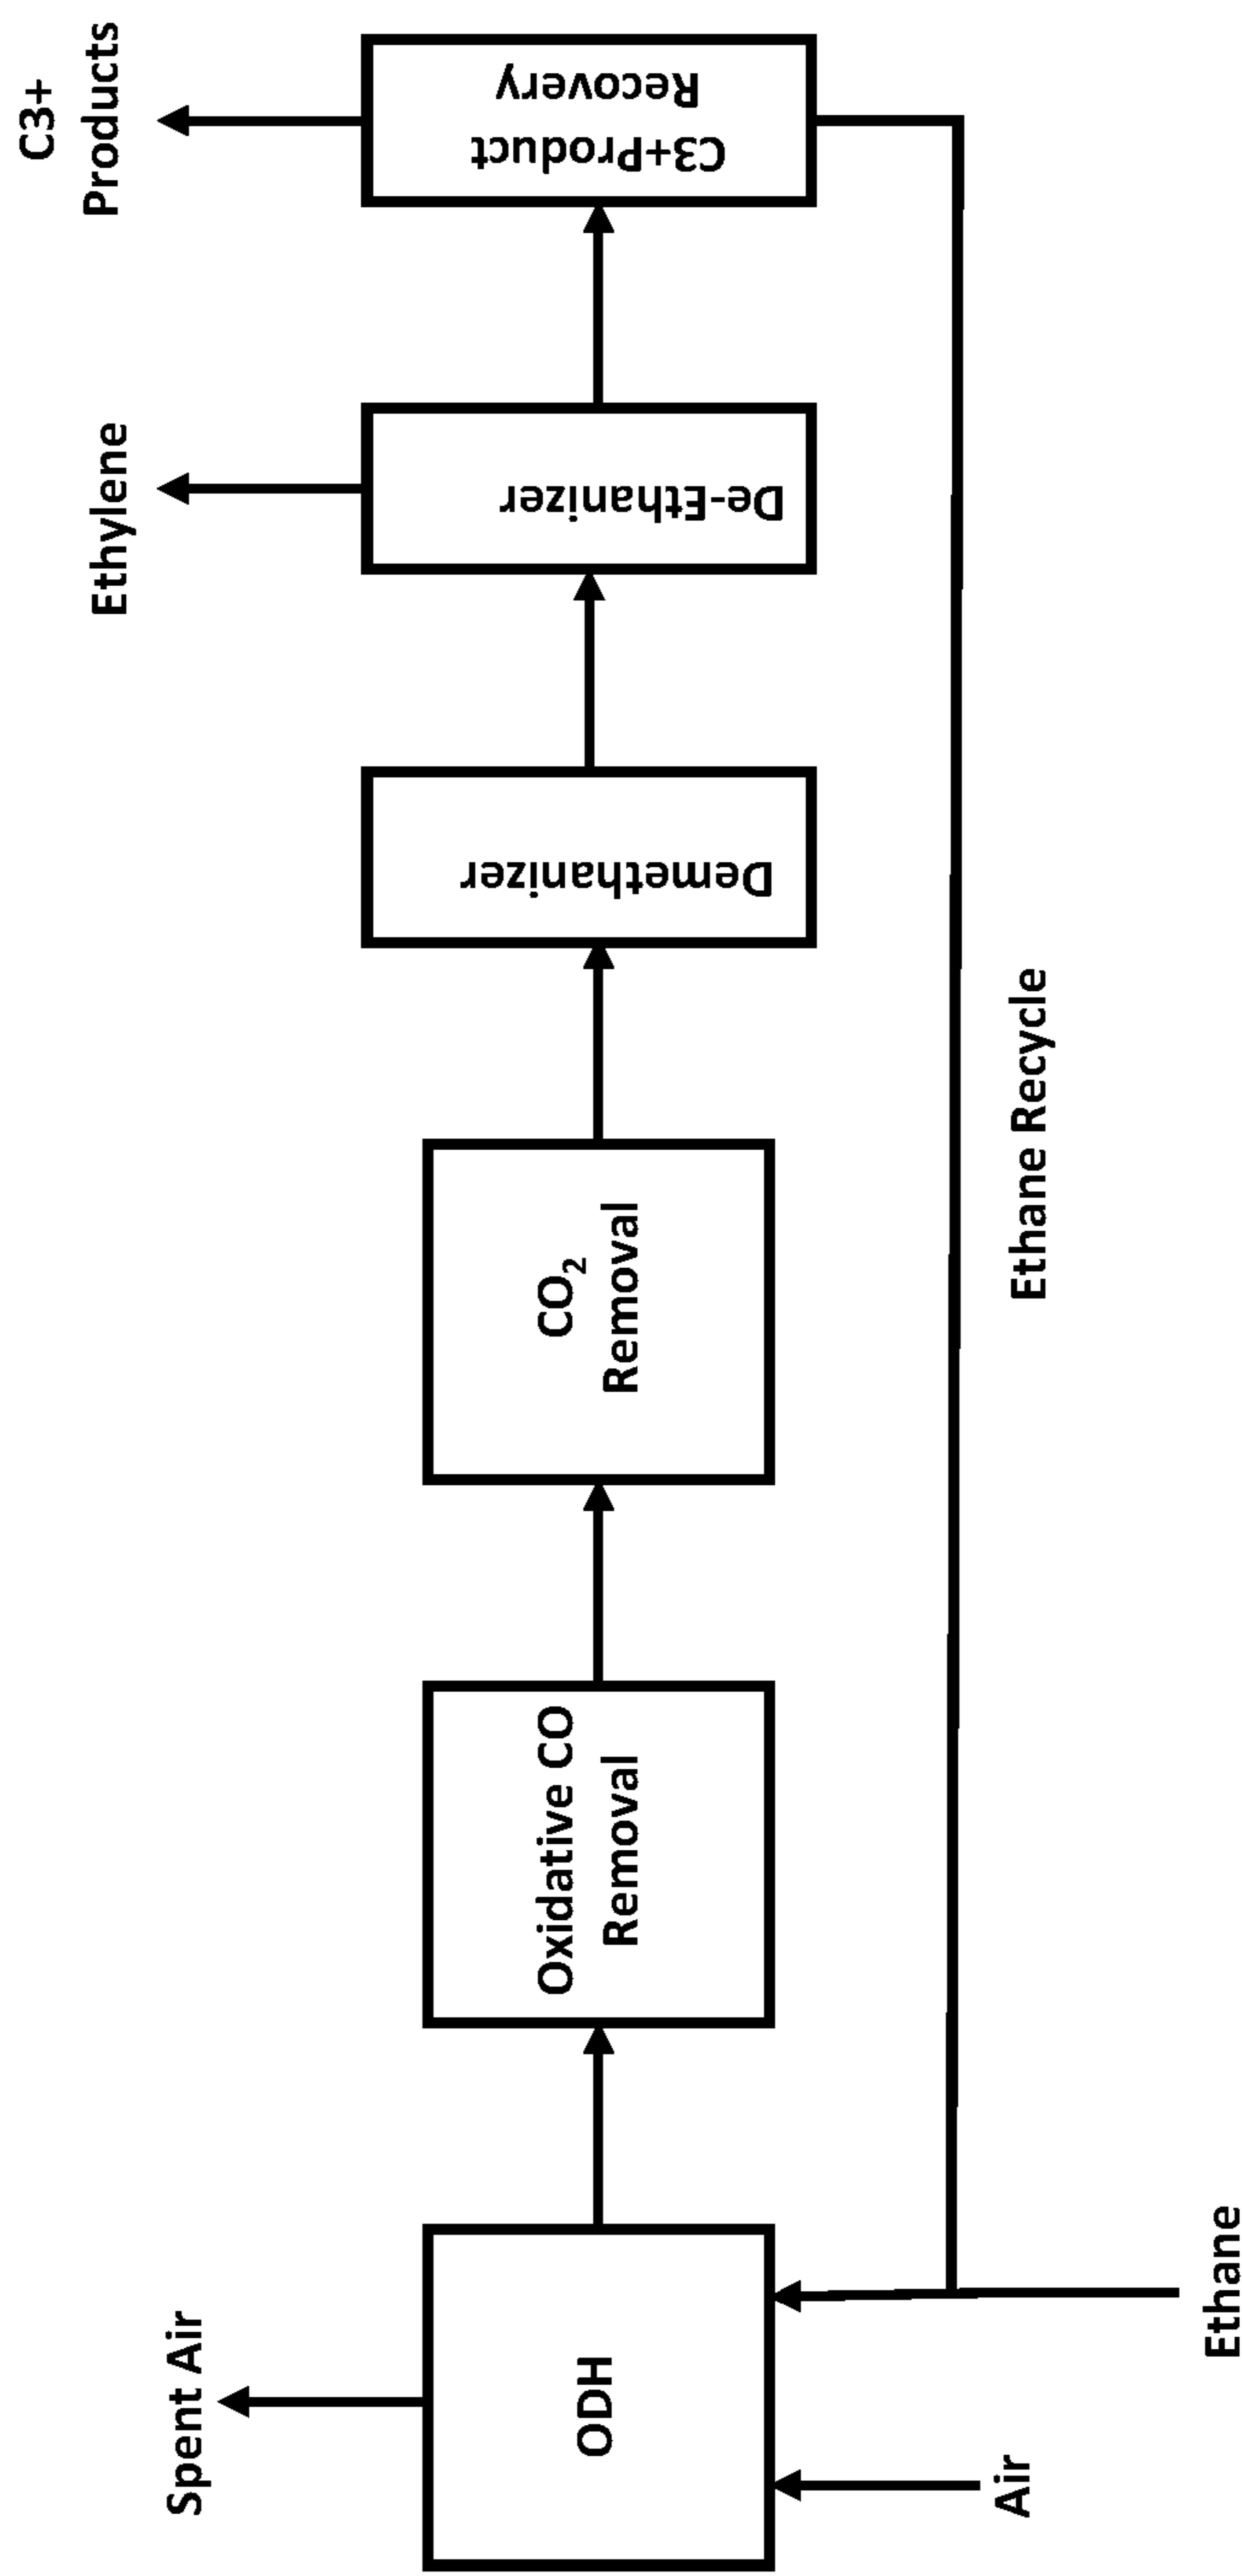 Spent Air
ODH
Air
Ethane
Oxidative CO
Removal
CO₂
Removal
Demethanizer
Ethylene
De-Ethanizer
C3+
Products
C3+Product
Recovery
Ethane Recycle